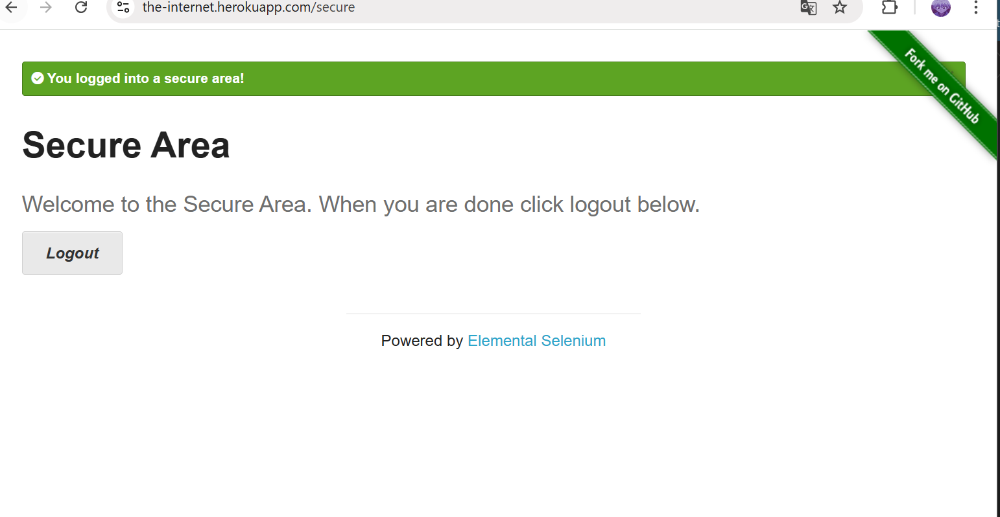 the-internet.herokuapp.com/secure
You logged into a secure area!
Fork me on GitHub
Secure Area
Welcome to the Secure Area. When you are done click logout below.
Logout
Powered by Elemental Selenium